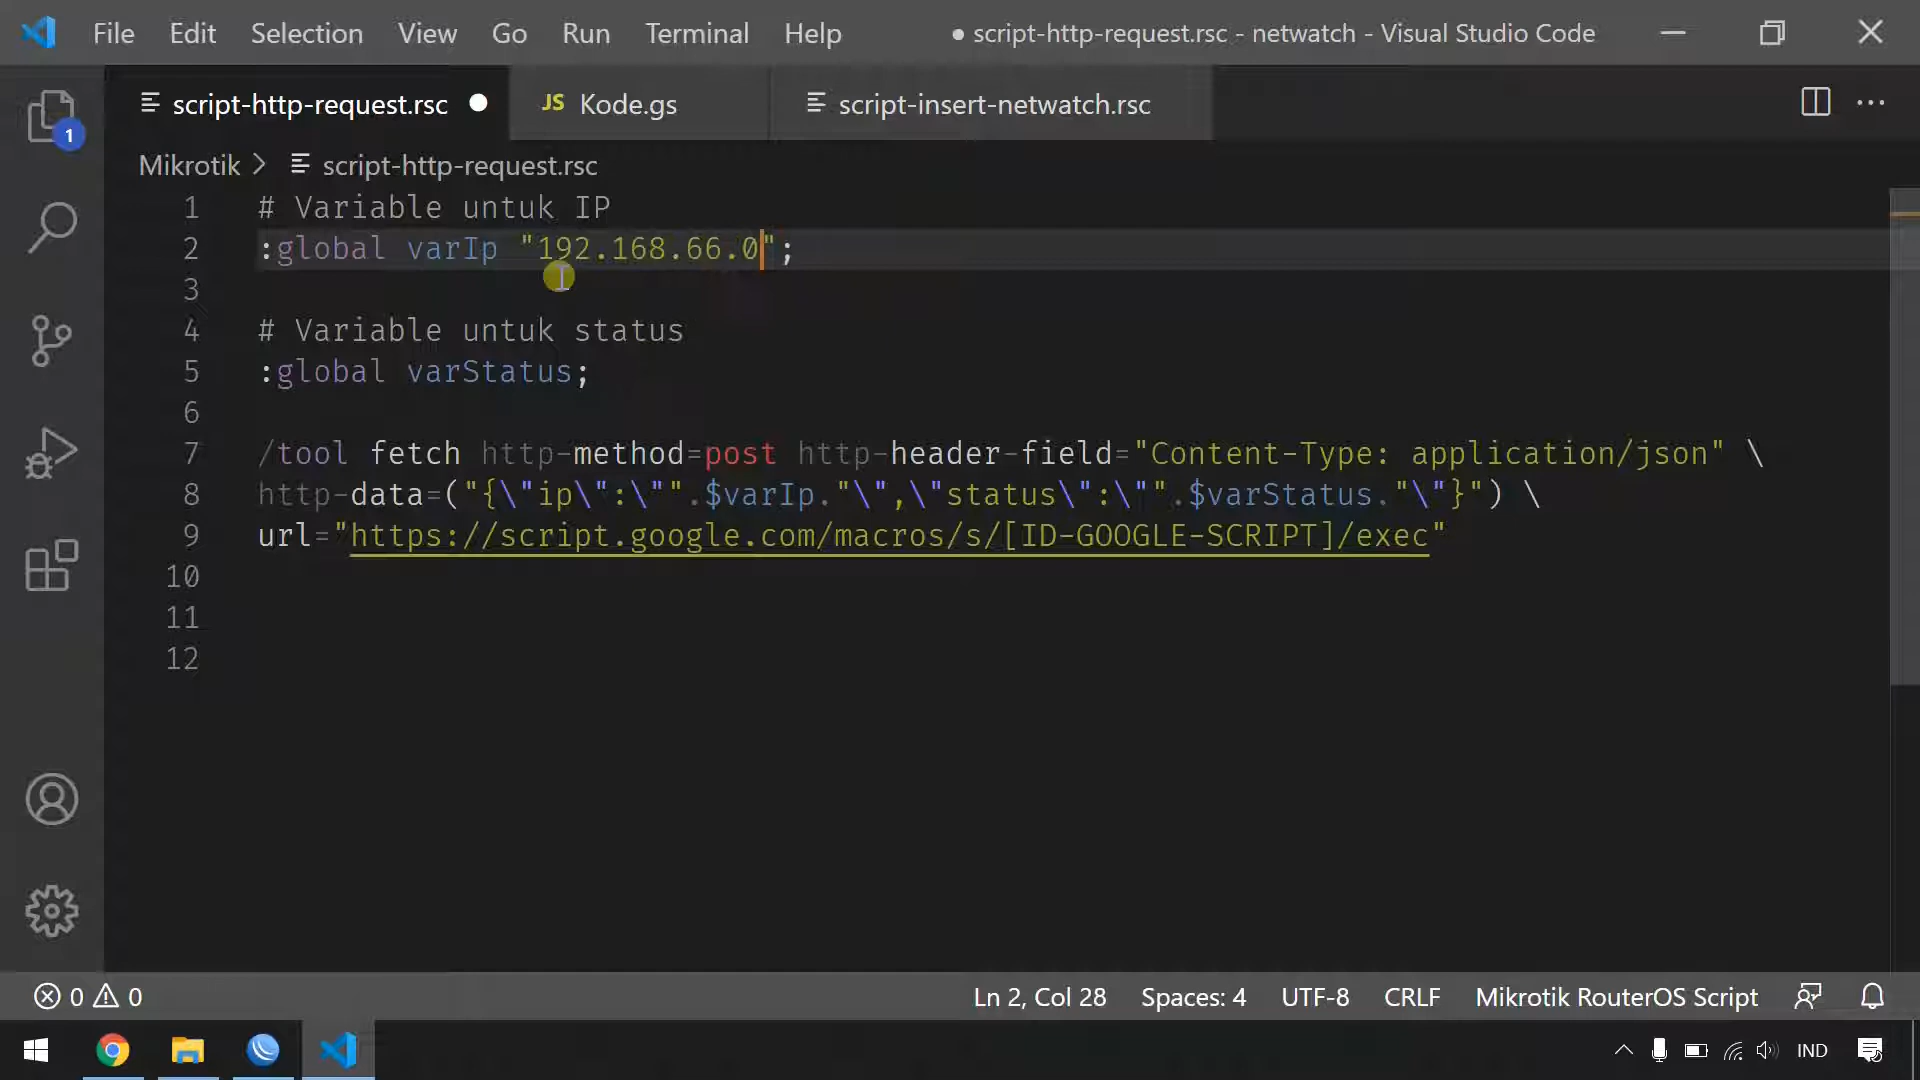 File Edit Selection View Go Run Terminal Help ● script-http-request.rsc - netwatch - Visual Studio Code
script-http-request.rsc JS Kode.gs script-insert-netwatch.rsc
1
Mikrotik > script-http-request.rsc
1 # Variable untuk IP
2 :global varIp "192.168.66.0";
3
4 # Variable untuk status
5 :global varStatus;
6
7 /tool fetch http-method=post http-header-field="Content-Type: application/json" \
8 http-data=("{\"ip\":\"".$varIp."\",\"status\":\"".$varStatus."\"}") \
9 url="https://script.google.com/macros/s/[ID-GOOGLE-SCRIPT]/exec"
10
11
12
0 0 Ln 2, Col 28 Spaces: 4 UTF-8 CRLF Mikrotik RouterOS Script
IND